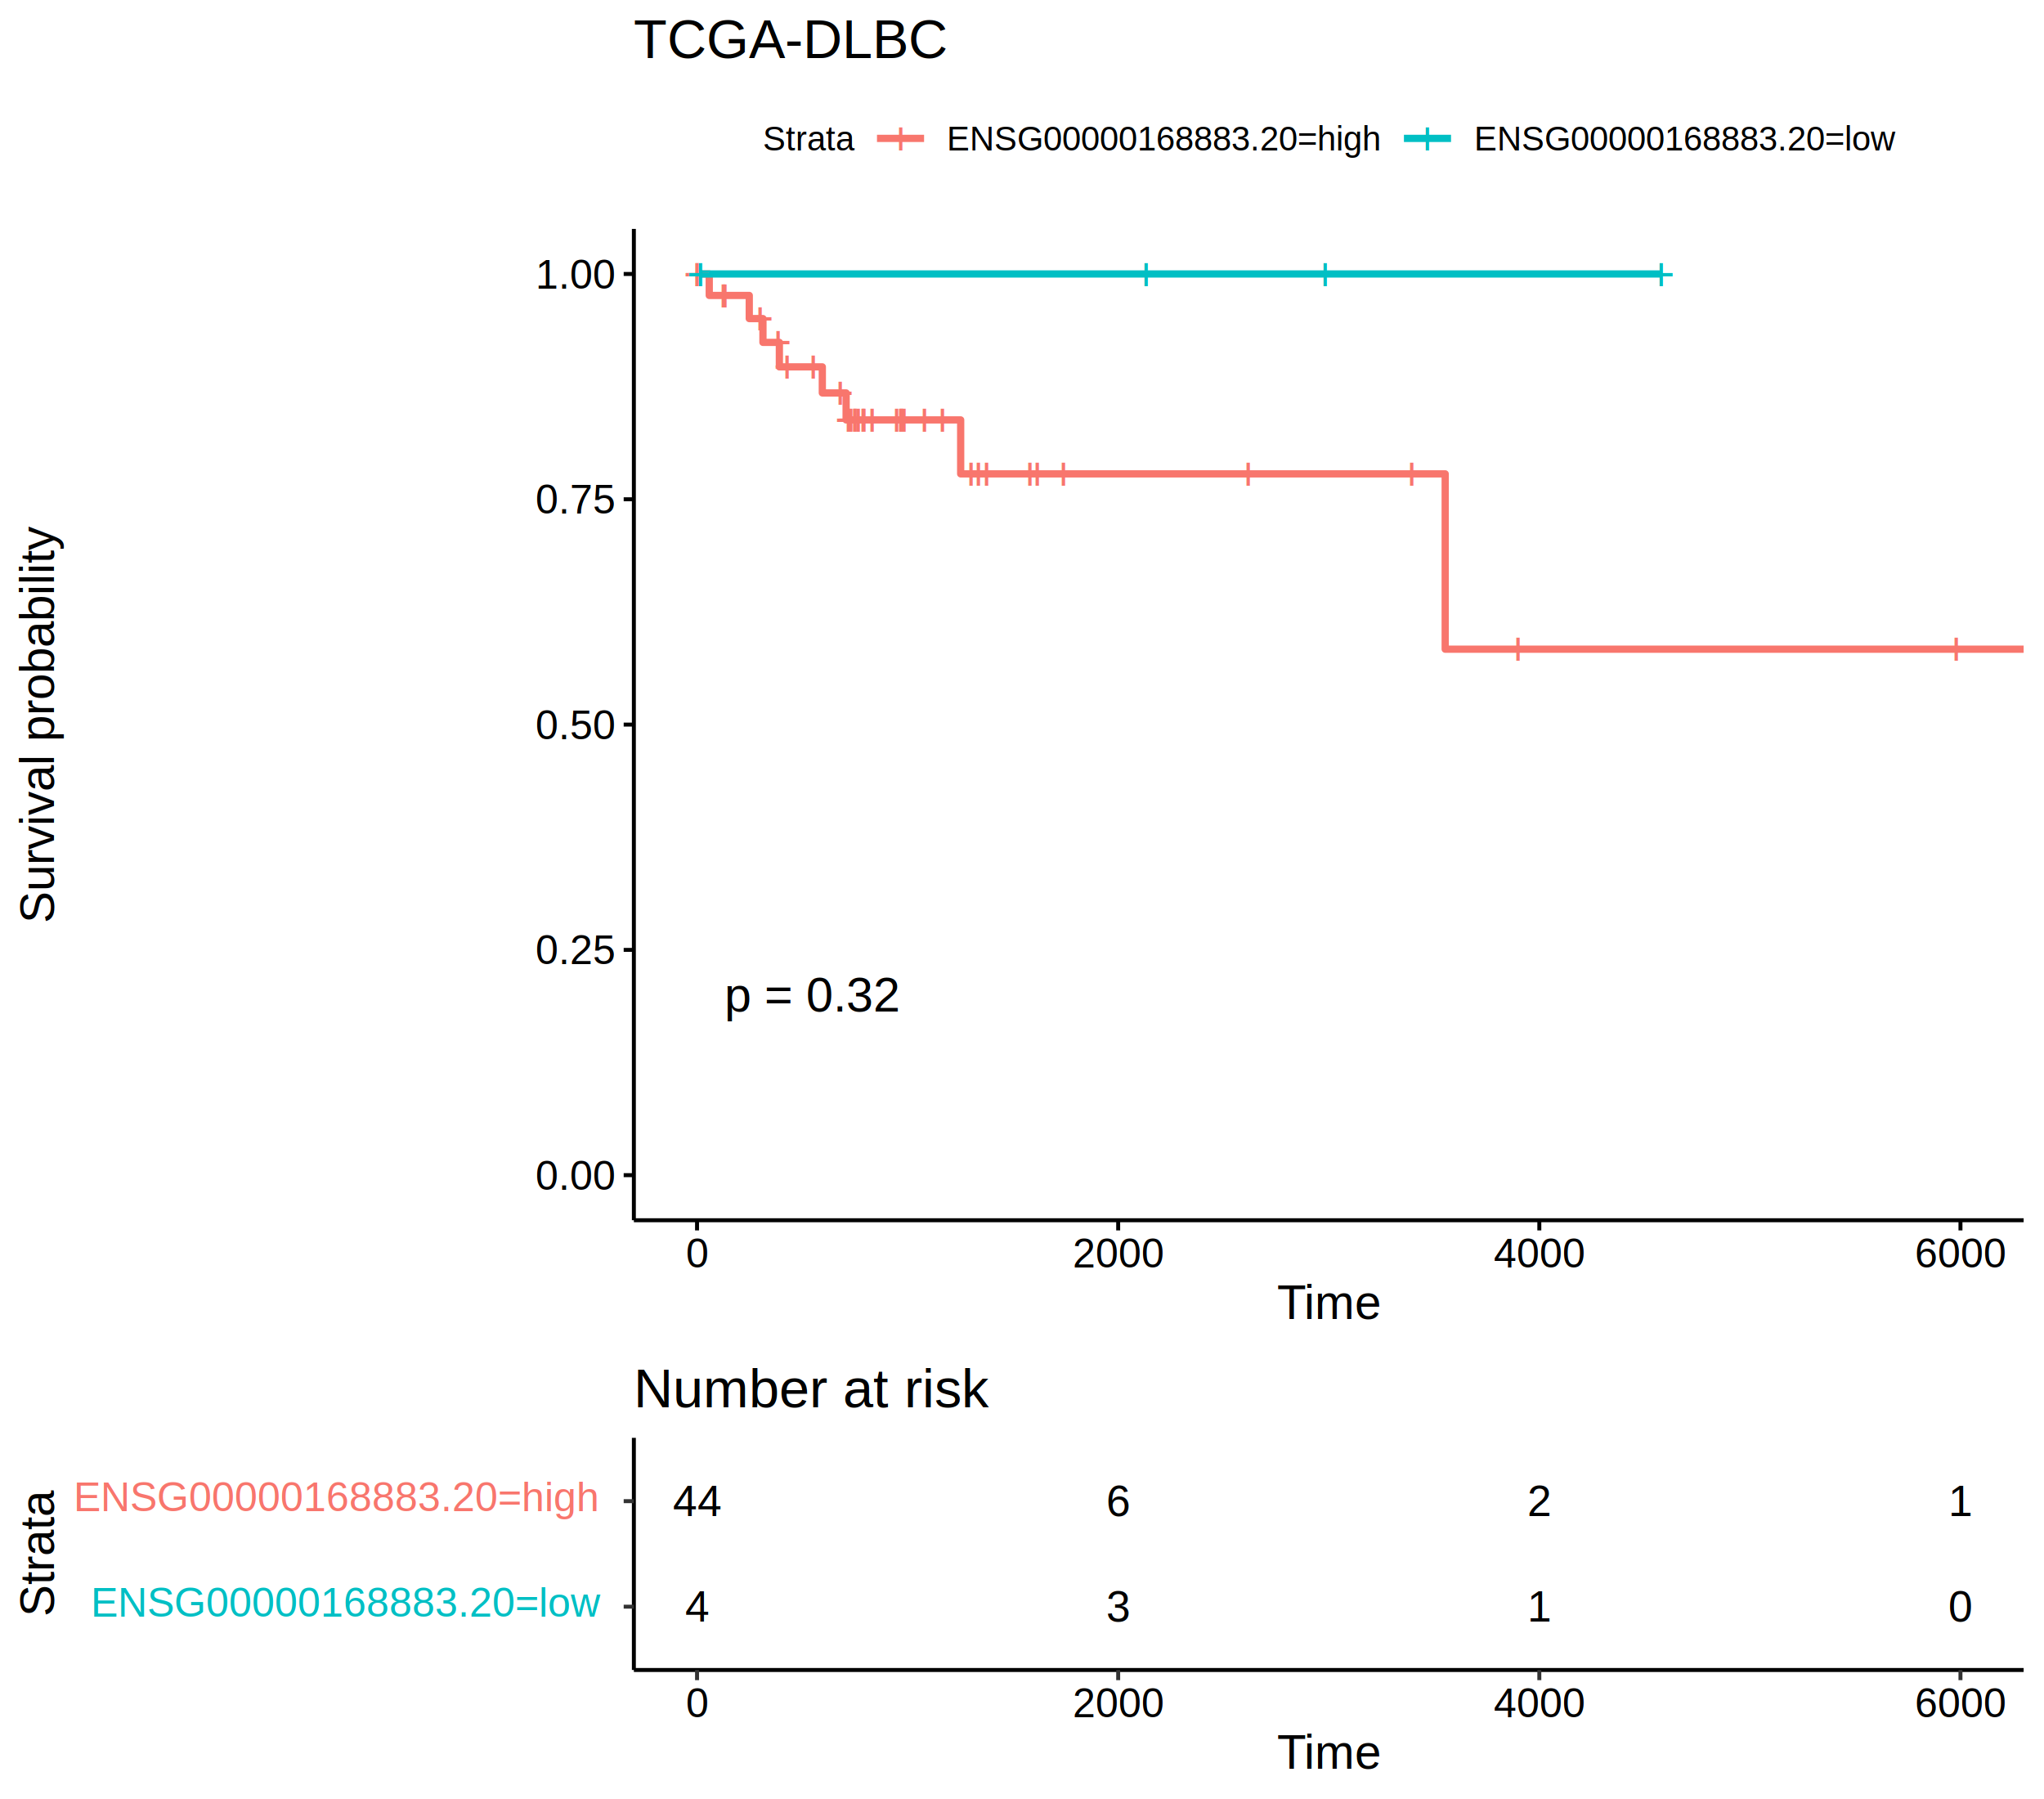 TCGA-DLBC
Strata ENSG00000168883.20=high ENSG00000168883.20=low
Survival probability
1.00
0.75
0.50
0.25
0.00
p = 0.32
0 2000 4000 6000
Time
Number at risk
Strata
ENSG00000168883.20=high 44 6 2 1
ENSG00000168883.20=low 4 3 1 0
0 2000 4000 6000
Time